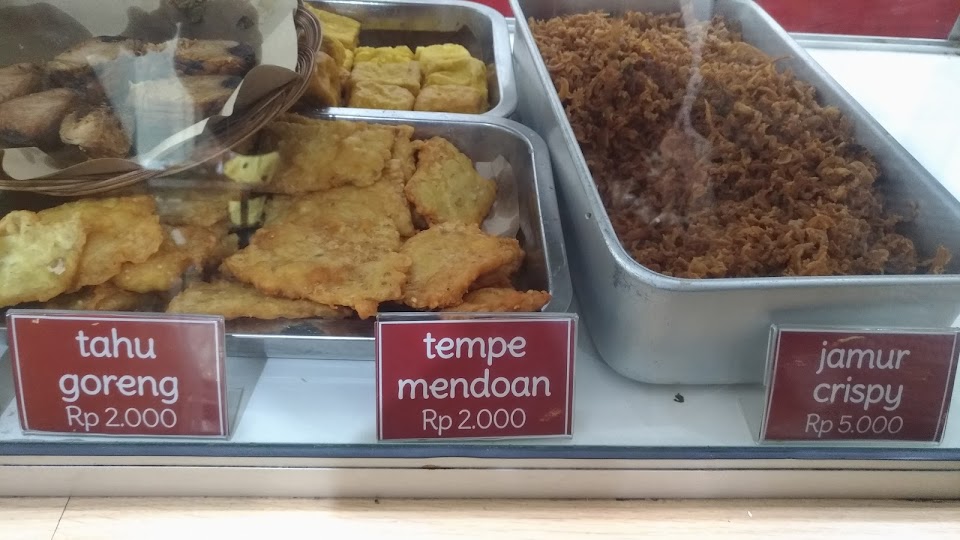 tahu
goreng
Rp 2.000
tempe
mendoan
Rp 2.000
jamur
crispy
Rp 5.000